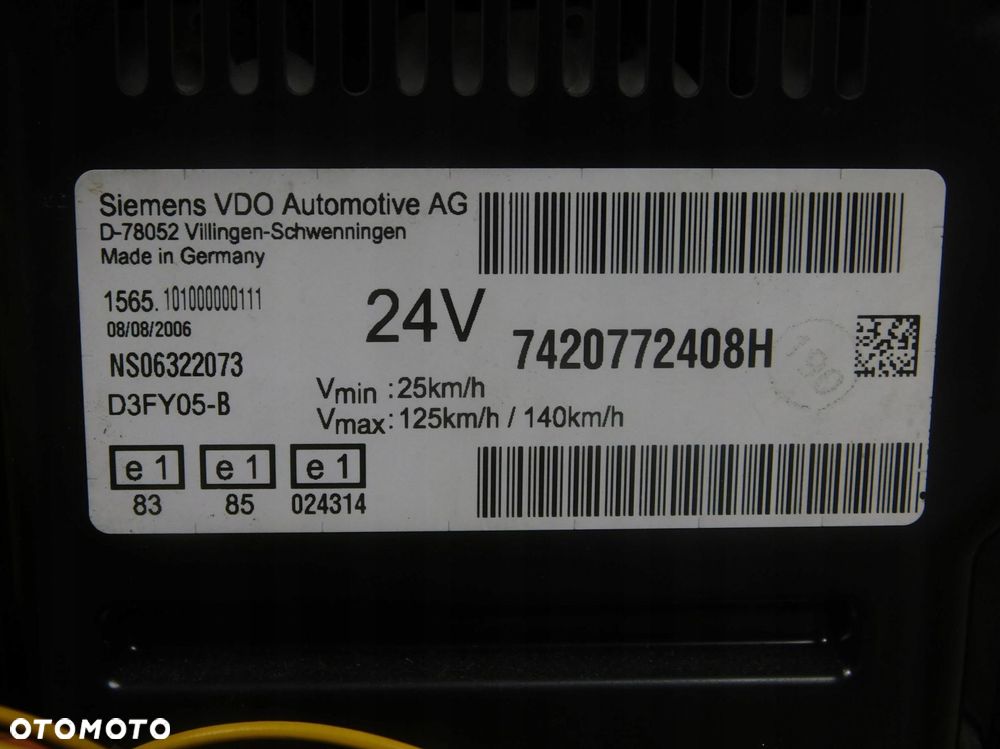 Siemens VDO Automotive AG
D-78052 Villingen-Schwenningen
Made in Germany
1565.101000000111
08/08/2006
24V
7420772408H
190
NS06322073
D3FY05-B
Vmin : 25km/h
Vmax : 125km/h / 140km/h
e 1 e 1 e 1
83 85 024314
OTOMOTO